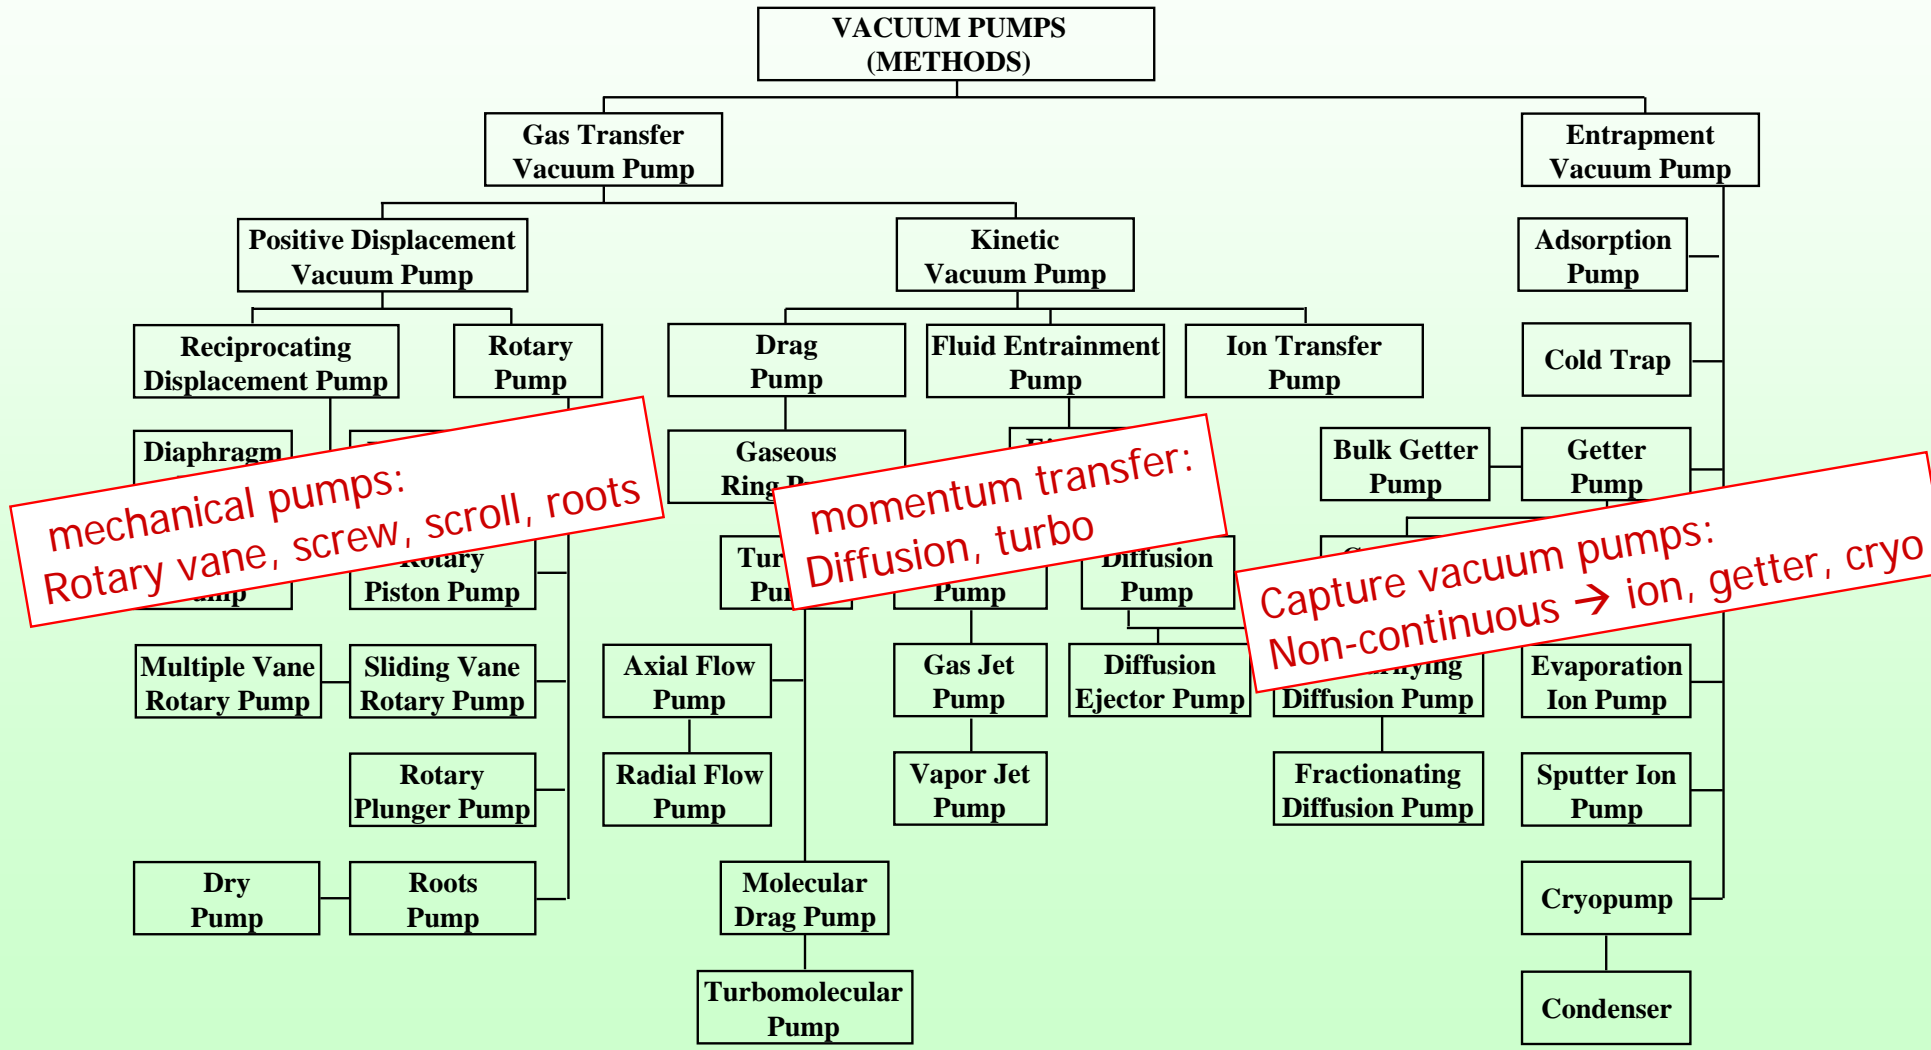 VACUUM PUMPS
(METHODS)
Gas Transfer
Vacuum Pump
Entrapment
Vacuum Pump
Positive Displacement
Vacuum Pump
Kinetic
Vacuum Pump
Adsorption
Pump
Reciprocating
Displacement Pump
Rotary
Pump
Drag
Pump
Fluid Entrainment
Pump
Ion Transfer
Pump
Cold Trap
Diaphragm
Gaseous
Ring
Bulk Getter
Pump
Getter
Pump
mechanical pumps:
Rotary vane, screw, scroll, roots
momentum transfer:
Diffusion, turbo
Capture vacuum pumps:
Non-continuous → ion, getter, cryo
Rotary
Piston Pump
Pump
Diffusion
Pump
Multiple Vane
Rotary Pump
Sliding Vane
Rotary Pump
Axial Flow
Pump
Gas Jet
Pump
Diffusion
Ejector Pump
Diffusion Pump
Evaporation
Ion Pump
Rotary
Plunger Pump
Radial Flow
Pump
Vapor Jet
Pump
Fractionating
Diffusion Pump
Sputter Ion
Pump
Dry
Pump
Roots
Pump
Molecular
Drag Pump
Cryopump
Turbomolecular
Pump
Condenser